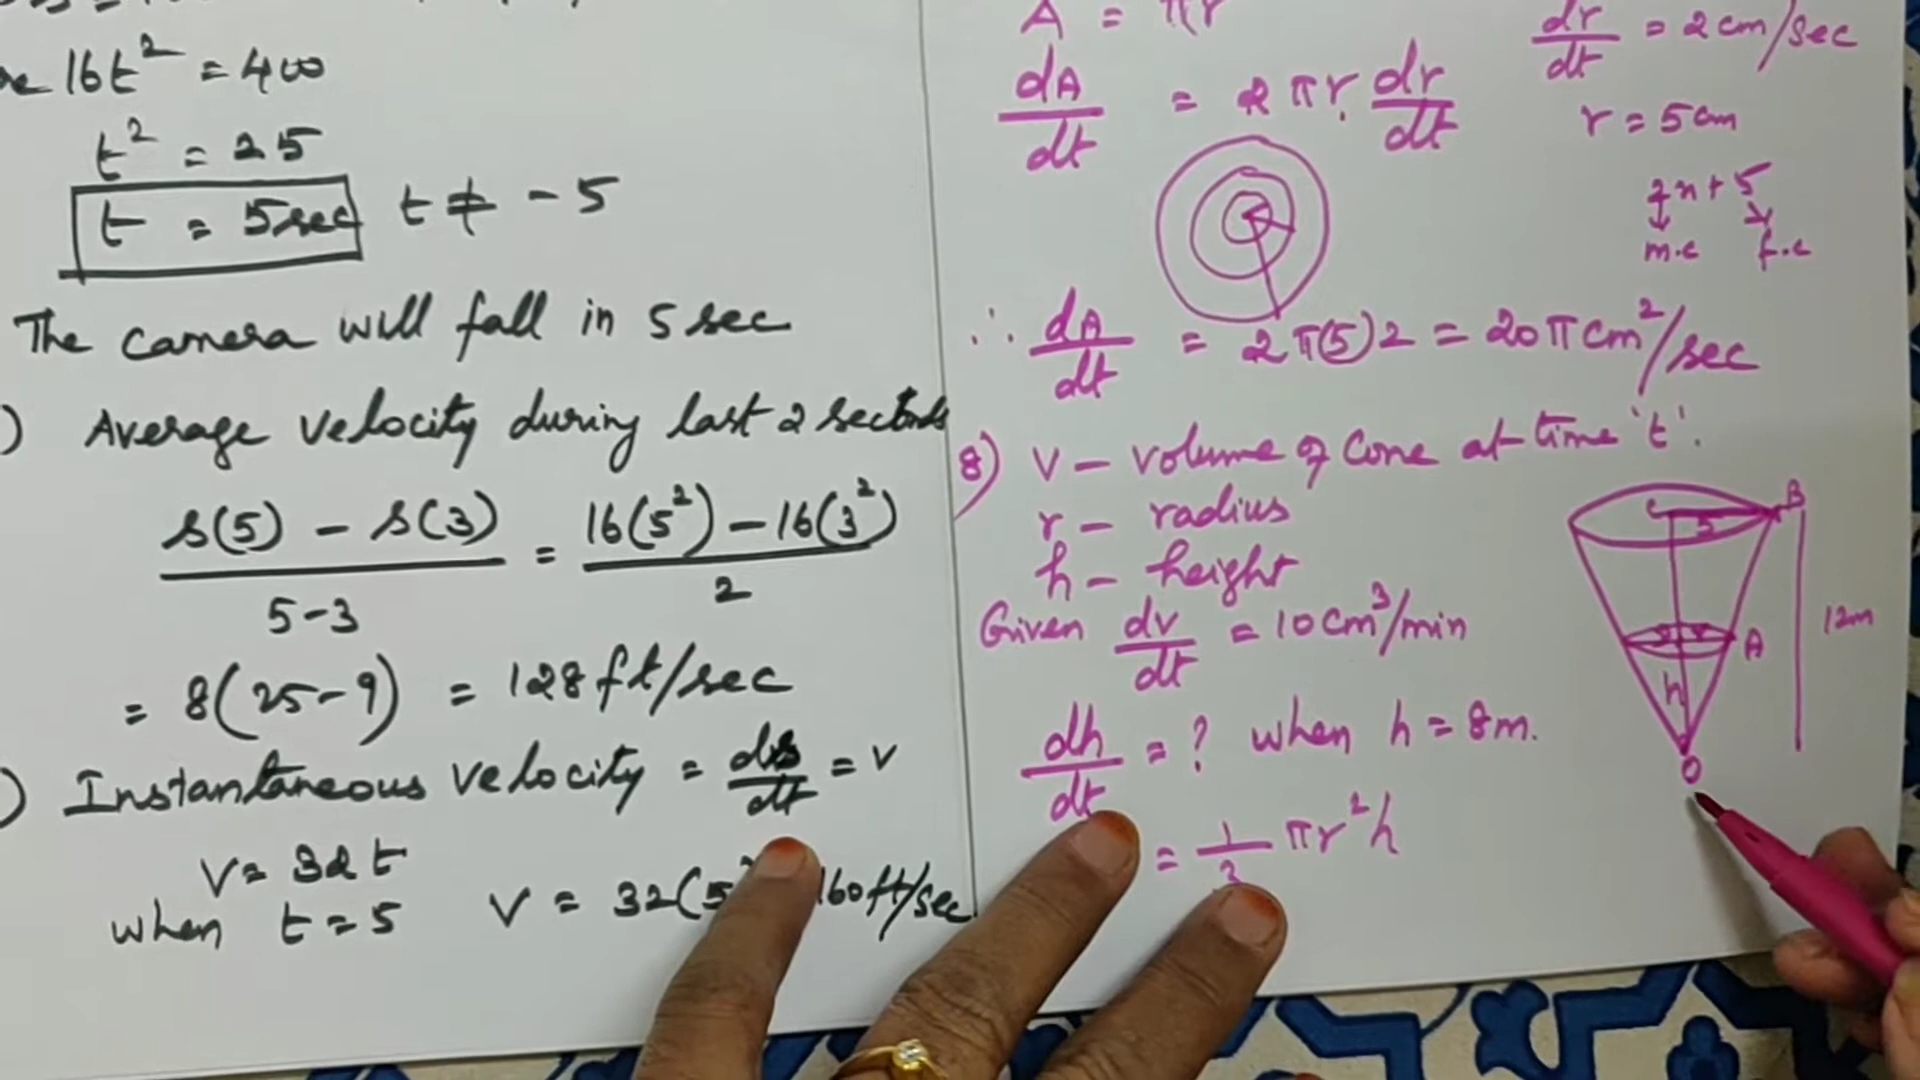 16t² = 400
t² = 25
t = 5sec t ≠ - 5
The camera will fall in 5 sec
) Average velocity during last 2 seconds
s(5) - s(3) / 5-3 = 16(5²) - 16(3²) / 2
= 8(25-9) = 128 ft/sec
) Instantaneous velocity = ds/dt = v
v= 32t
when t = 5 v = 32(5 160ft/sec
A = πr
dr/dt = 2 cm/sec
dA/dt = 2πr. dr/dt
r = 5cm
2x + 5
m.c f.c
∴ dA/dt = 2π(5)2 = 20π cm²/sec
8) V - volume of Cone at time 't'.
r - radius
h - height
Given dv/dt = 10 cm³/min
dh/dt = ? when h = 8m.
= 1/3 πr²h
C B
5
A
12m
h
O